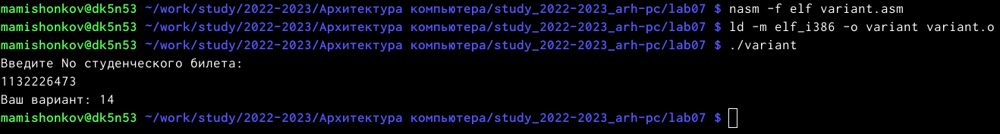 mamishonkov@dk5n53 ~/work/study/2022-2023/Архитектура компьютера/study_2022-2023_arh-pc/lab07 $ nasm -f elf variant.asm
mamishonkov@dk5n53 ~/work/study/2022-2023/Архитектура компьютера/study_2022-2023_arh-pc/lab07 $ ld -m elf_i386 -o variant variant.o
mamishonkov@dk5n53 ~/work/study/2022-2023/Архитектура компьютера/study_2022-2023_arh-pc/lab07 $ ./variant
Введите No студенческого билета:
1132226473
Ваш вариант: 14
mamishonkov@dk5n53 ~/work/study/2022-2023/Архитектура компьютера/study_2022-2023_arh-pc/lab07 $